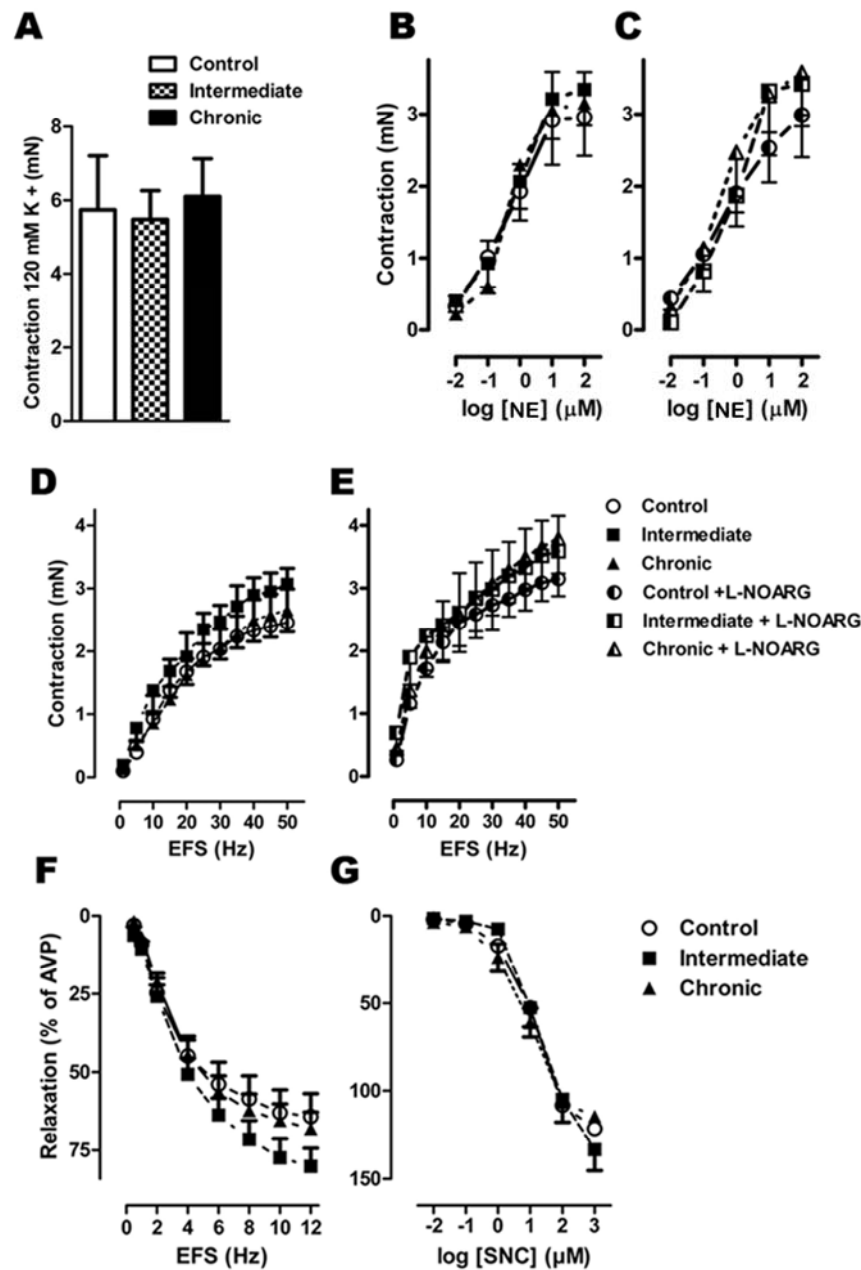 A
Control
Intermediate
Chronic
Contraction 120 mM K + (mN)
8
6
4
2
0
B
Contraction (mN)
3
2
1
0
-2 -1 0 1 2
log [NE] (μM)
C
3
2
1
0
-2 -1 0 1 2
log [NE] (μM)
D
Contraction (mN)
4
3
2
1
0
0 10 20 30 40 50
EFS (Hz)
E
4
3
2
1
0
0 10 20 30 40 50
EFS (Hz)
Control
Intermediate
Chronic
Control +L-NOARG
Intermediate + L-NOARG
Chronic + L-NOARG
F
Relaxation (% of AVP)
0
25
50
75
0 2 4 6 8 10 12
EFS (Hz)
G
0
50
100
150
-2 -1 0 1 2 3
log [SNC] (μM)
Control
Intermediate
Chronic